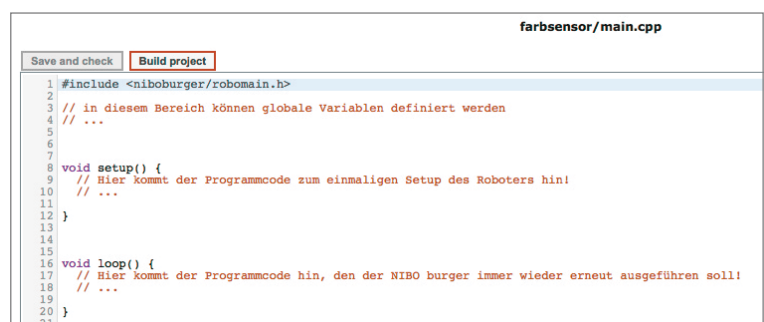 farbsensor/main.cpp
Save and check Build project
1 #include <niboburger/robomain.h>
2
3 // in diesem Bereich können globale Variablen definiert werden
4 // ...
5
6
7
8 void setup() {
9 // Hier kommt der Programmcode zum einmaligen Setup des Roboters hin!
10 // ...
11
12 }
13
14
15
16 void loop() {
17 // Hier kommt der Programmcode hin, den der NIBO burger immer wieder erneut ausgeführen soll!
18 // ...
19
20 }